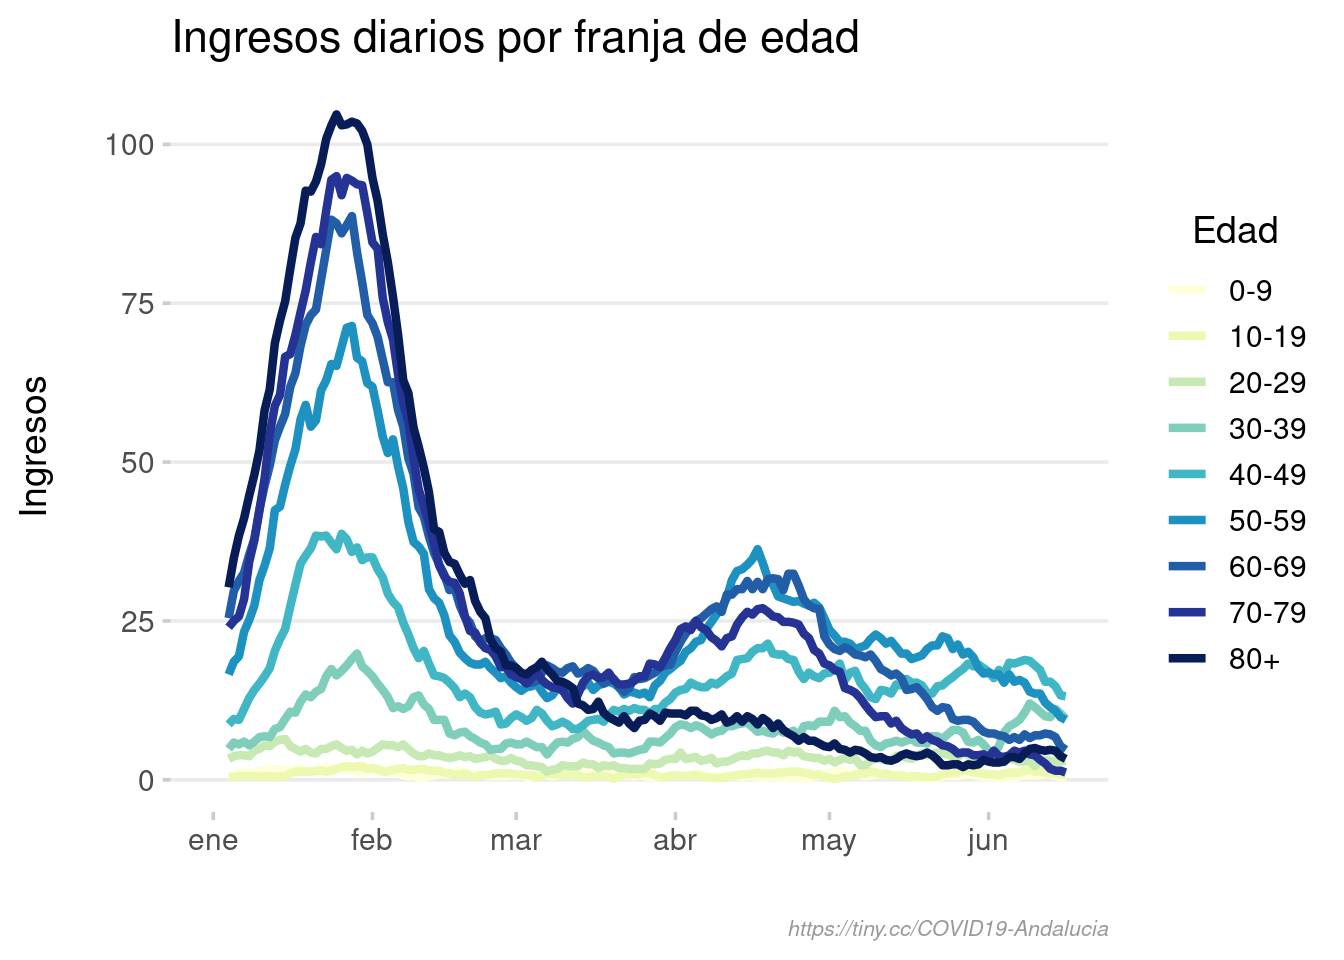 Ingresos diarios por franja de edad
Ingresos
100
75
50
25
0
ene feb mar abr may jun
Edad
0-9
10-19
20-29
30-39
40-49
50-59
60-69
70-79
80+
https://tiny.cc/COVID19-Andalucia